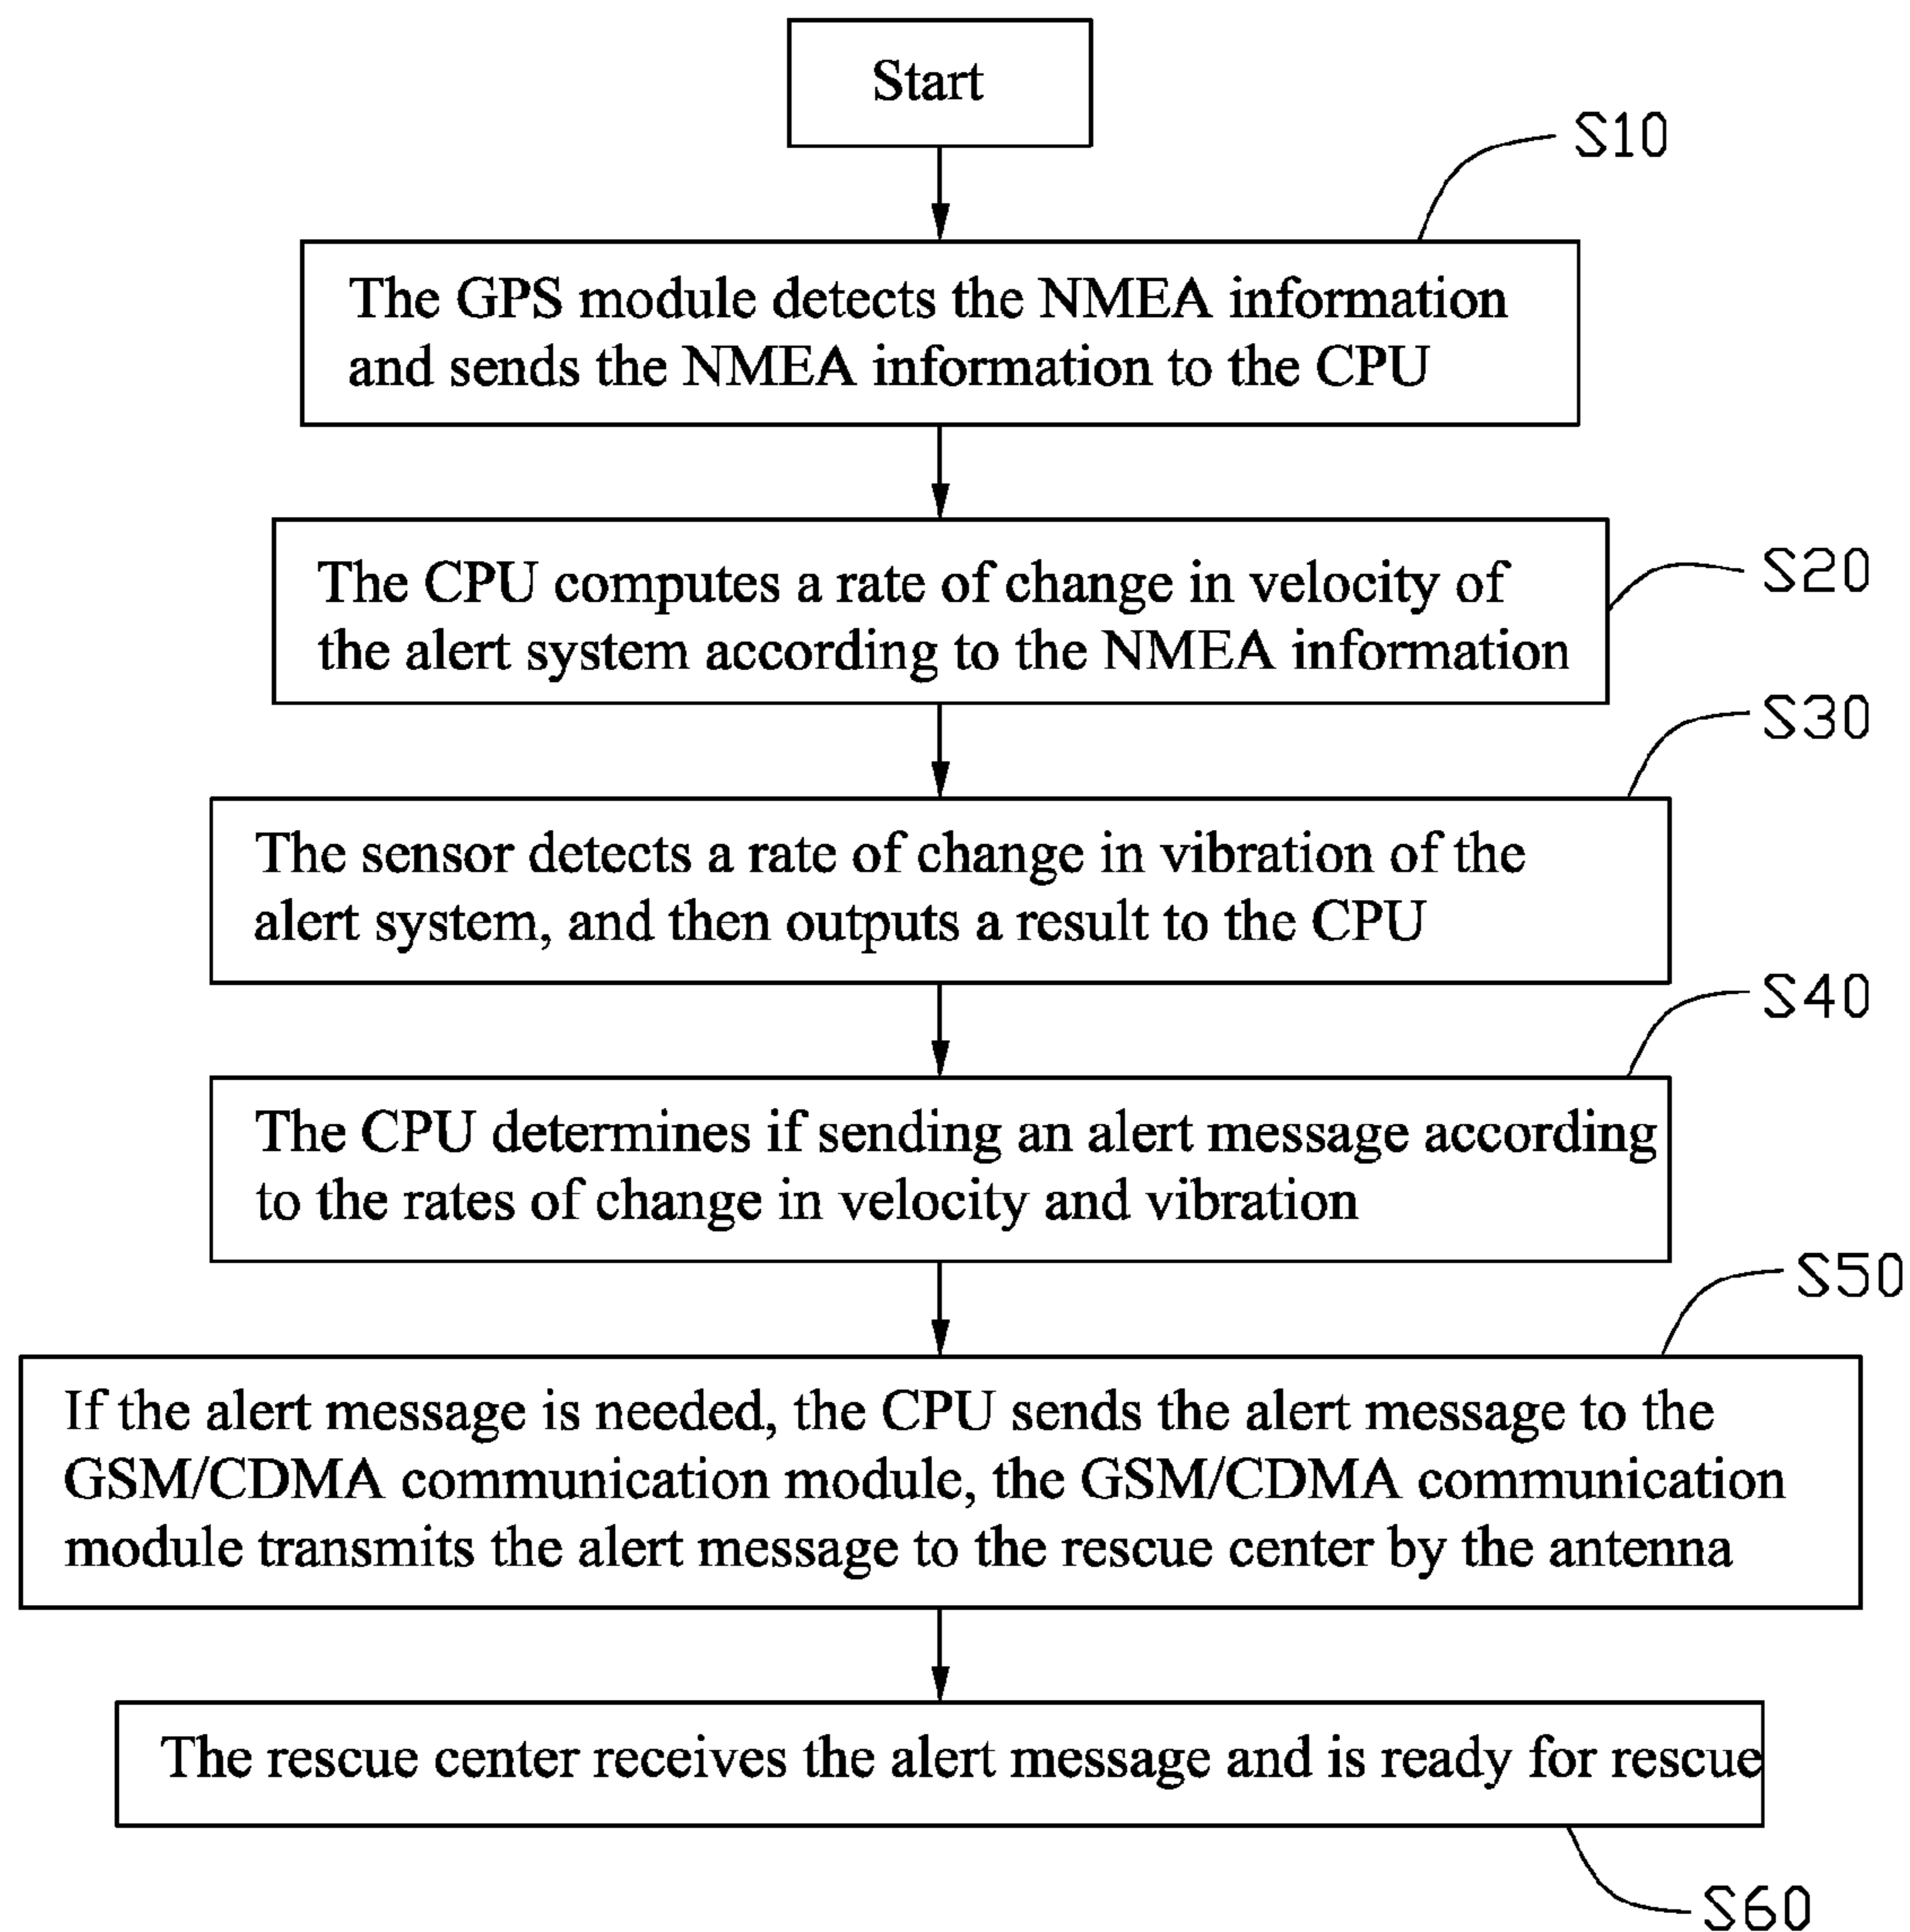 Start
S10
The GPS module detects the NMEA information
and sends the NMEA information to the CPU
S20
The CPU computes a rate of change in velocity of
the alert system according to the NMEA information
S30
The sensor detects a rate of change in vibration of the
alert system, and then outputs a result to the CPU
S40
The CPU determines if sending an alert message according
to the rates of change in velocity and vibration
S50
If the alert message is needed, the CPU sends the alert message to the
GSM/CDMA communication module, the GSM/CDMA communication
module transmits the alert message to the rescue center by the antenna
The rescue center receives the alert message and is ready for rescue
S60